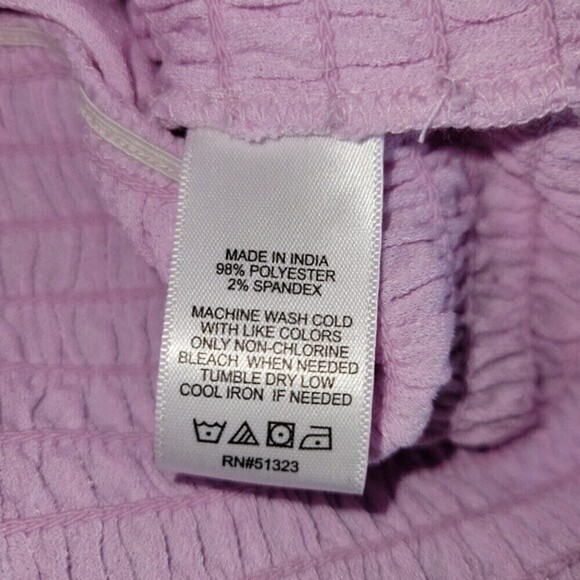 MADE IN INDIA
98% POLYESTER
2% SPANDEX
MACHINE WASH COLD
WITH LIKE COLORS
ONLY NON-CHLORINE
BLEACH WHEN NEEDED
TUMBLE DRY LOW
COOL IRON IF NEEDED
RN#51323